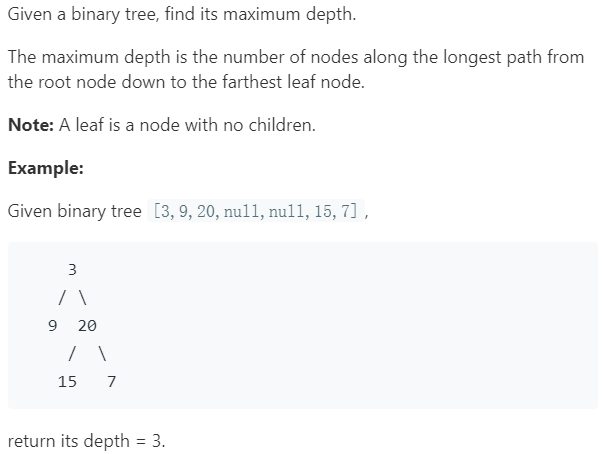 Given a binary tree, find its maximum depth.
The maximum depth is the number of nodes along the longest path from
the root node down to the farthest leaf node.
Note: A leaf is a node with no children.
Example:
Given binary tree [3, 9, 20, null, null, 15, 7] ,
3
/ \
9 20
/ \
15 7
return its depth = 3.